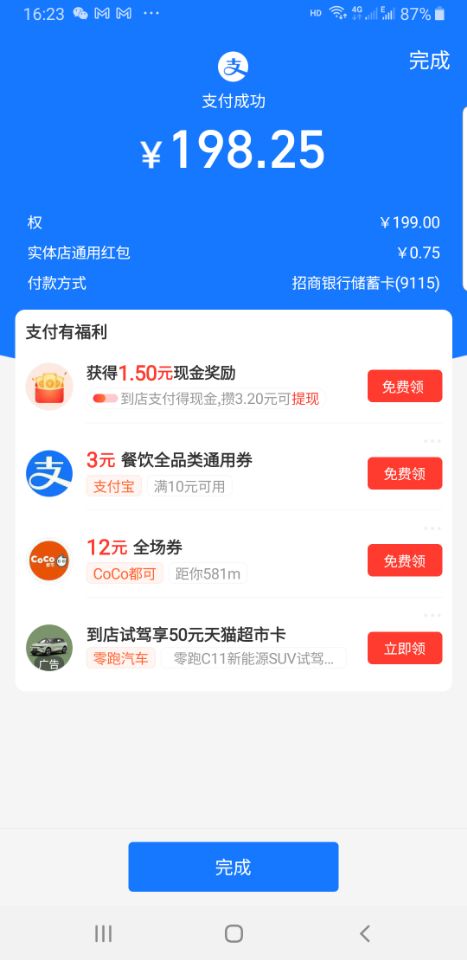 16:23 ... HD 4G E 87%
完成
支
支付成功
¥198.25
权 ¥199.00
实体店通用红包 ¥0.75
付款方式 招商银行储蓄卡(9115)
支付有福利
获得1.50元现金奖励
到店支付得现金,攒3.20元可提现
免费领
支
3元 餐饮全品类通用券
支付宝 满10元可用
免费领
CoCo
都可
12元 全场券
CoCo都可 距你581m
免费领
广告
到店试驾享50元天猫超市卡
零跑汽车 零跑C11新能源SUV试驾...
立即领
完成